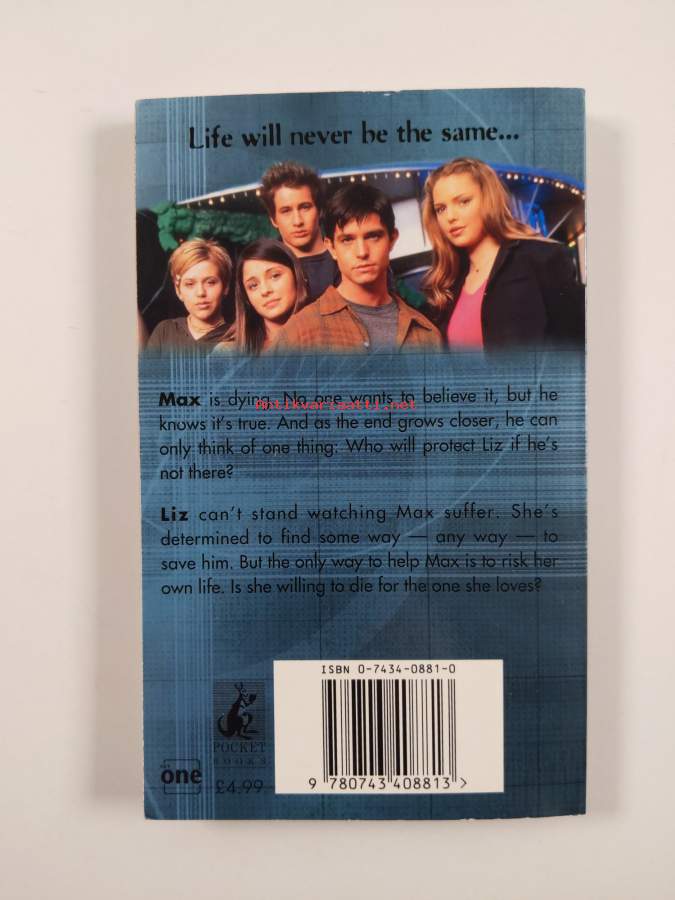 Life will never be the same...
Max is dying. No one wants to believe it, but he
Antikvariaatti.net
knows it's true. And as the end grows closer, he can
only think of one thing: Who will protect Liz if he's
not there?
Liz can't stand watching Max suffer. She's
determined to find some way — any way — to
save him. But the only way to help Max is to risk her
own life. Is she willing to die for the one she loves?
ISBN 0-7434-0881-0
9 780743 408813 >
POCKET
BOOKS
one
£4.99